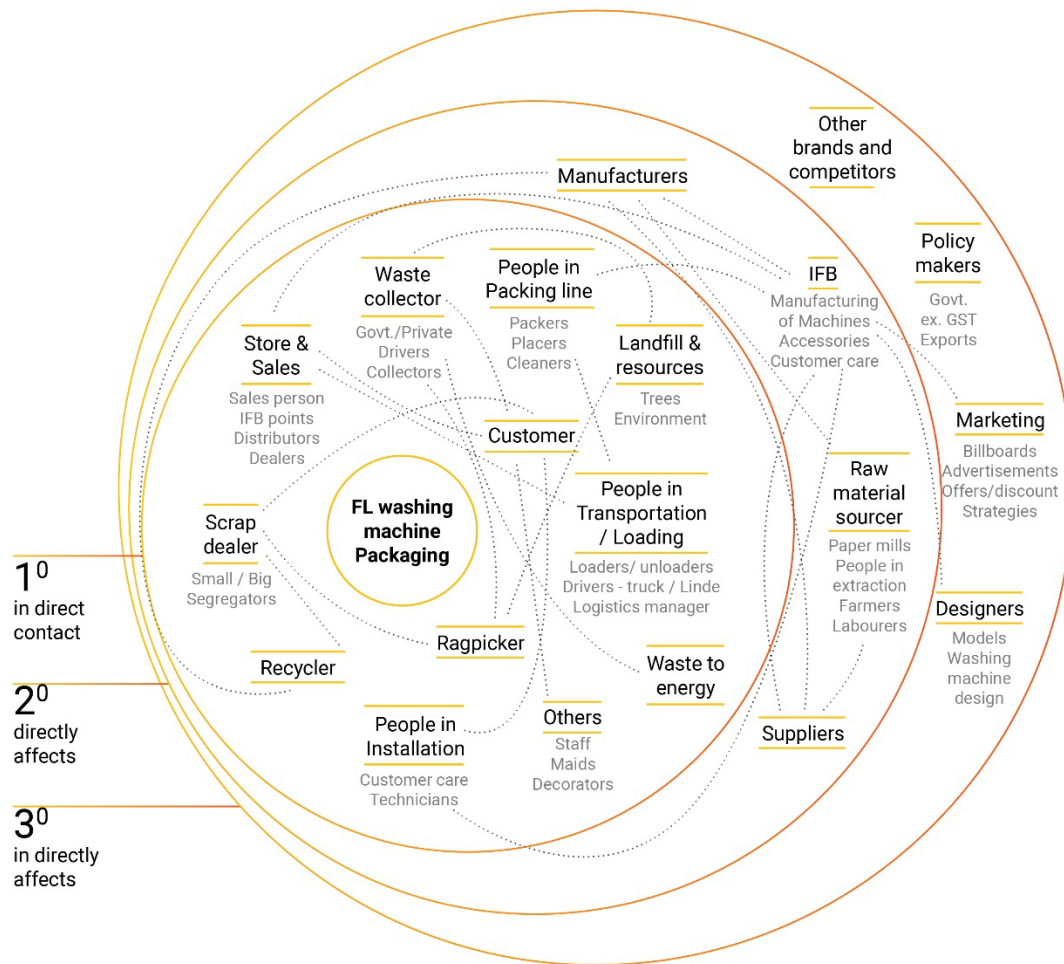 Other
brands and
competitors
Manufacturers
Policy
makers
Govt.
ex. GST
Exports
IFB
Manufacturing
of Machines
Accessories
Customer care
Waste
collector
Govt./Private
Drivers
Collectors
People in
Packing line
Packers
Placers
Cleaners
Store &
Sales
Sales person
IFB points
Distributors
Dealers
Landfill &
resources
Trees
Environment
Customer
Marketing
Billboards
Advertisements
Offers/discount
Strategies
Raw
material
sourcer
Paper mills
People in
extraction
Farmers
Labourers
FL washing
machine
Packaging
People in
Transportation
/ Loading
Loaders/ unloaders
Drivers - truck / Linde
Logistics manager
Scrap
dealer
Small / Big
Segregators
1⁰
in direct
contact
Designers
Models
Washing
machine
design
Ragpicker
Recycler
Waste to
energy
2⁰
directly
affects
People in
Installation
Customer care
Technicians
Others
Staff
Maids
Decorators
Suppliers
3⁰
in directly
affects